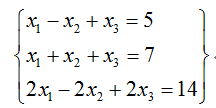 x₁ − x₂ + x₃ = 5
x₁ + x₂ + x₃ = 7
2x₁ − 2x₂ + 2x₃ = 14